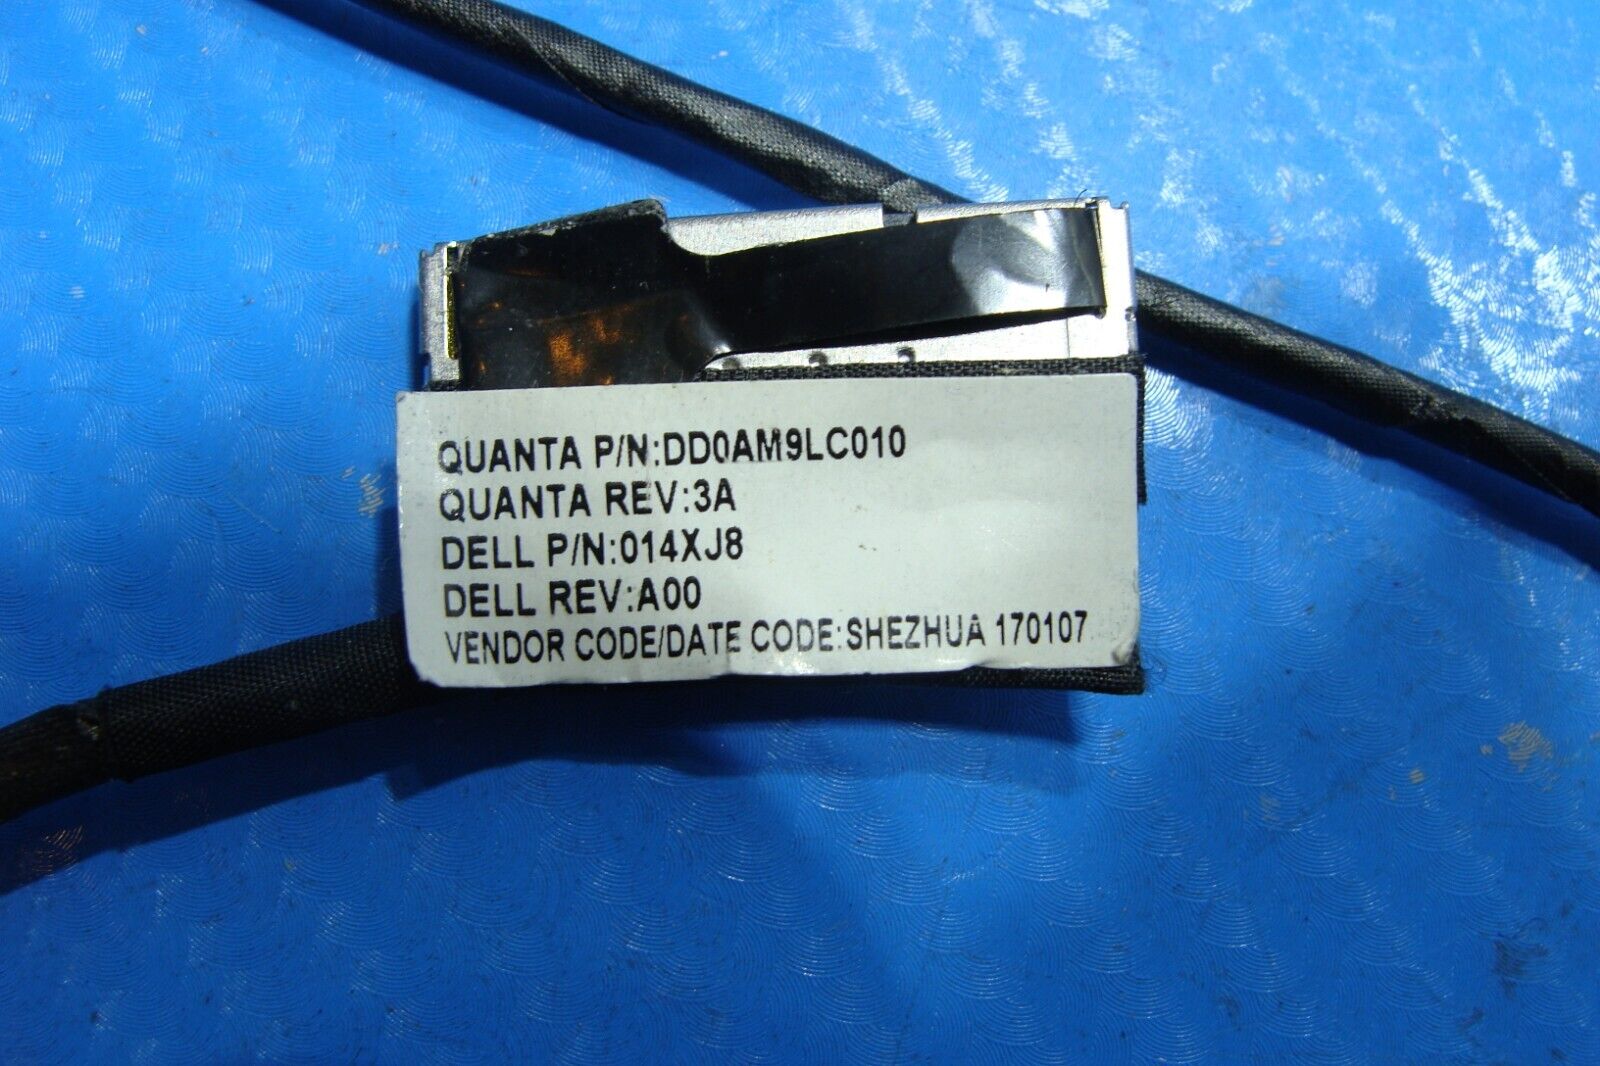 QUANTA P/N:DD0AM9LC010
QUANTA REV:3A
DELL P/N:014XJ8
DELL REV:A00
VENDOR CODE/DATE CODE:SHEZHUA 170107